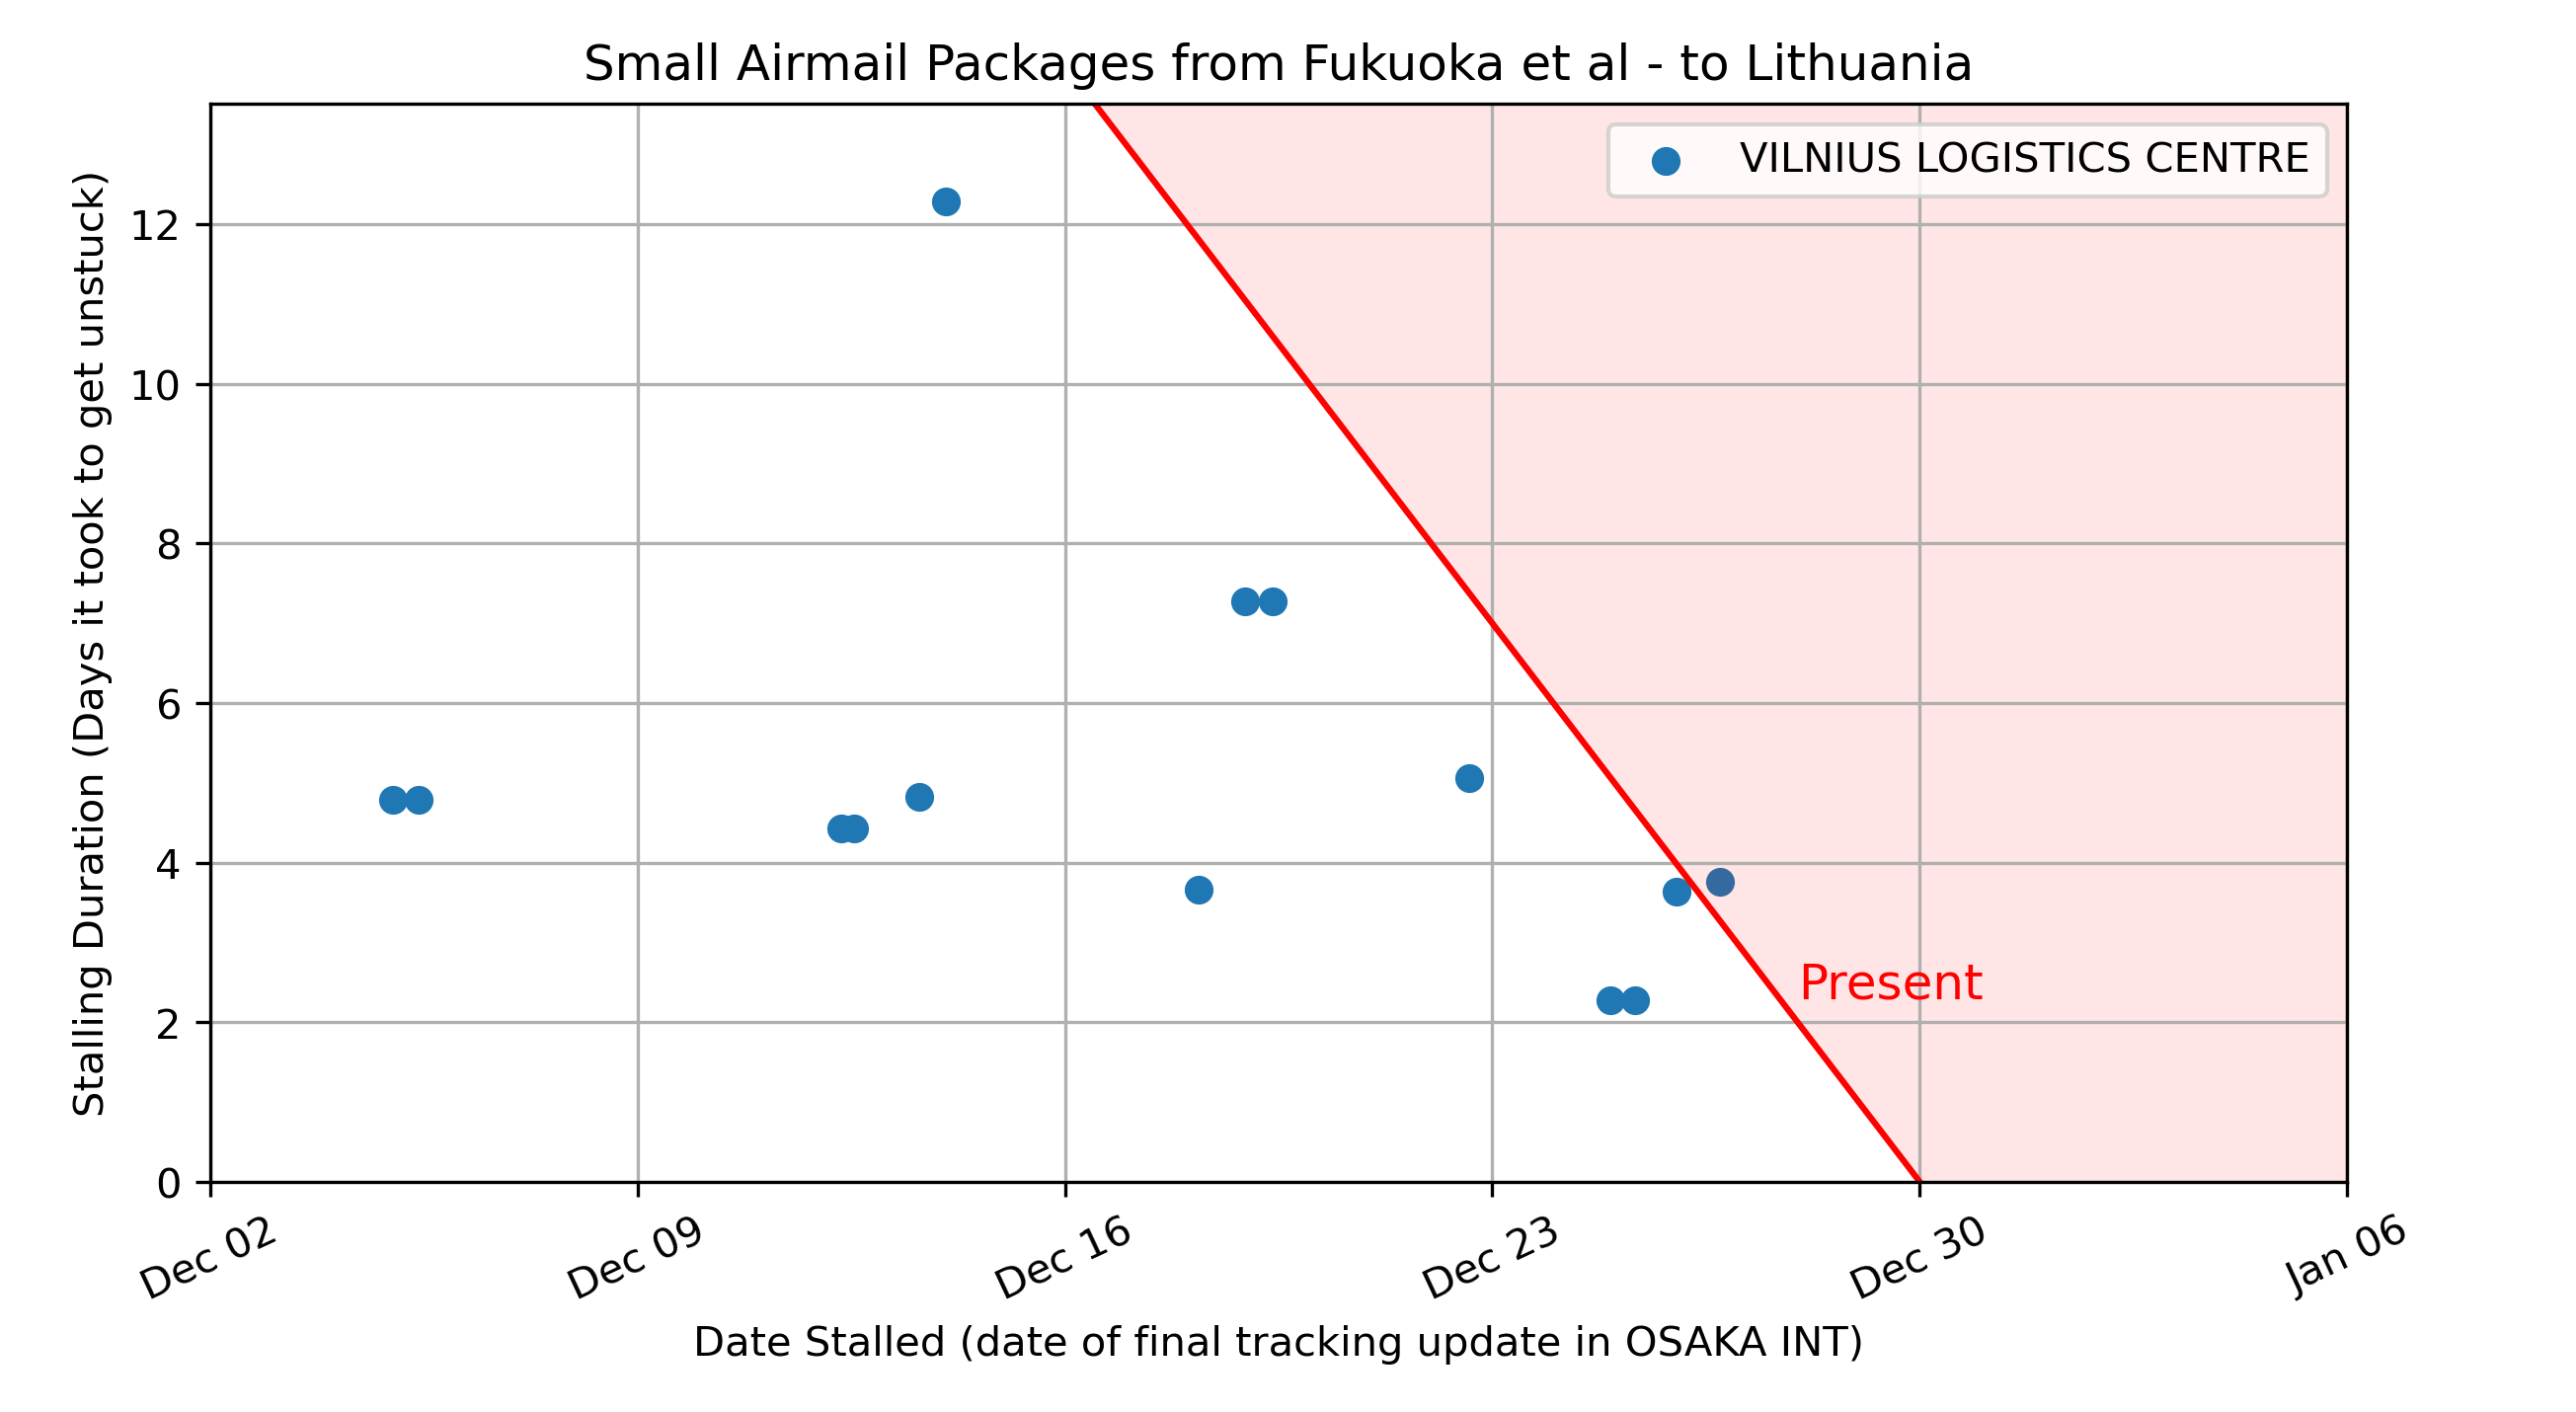 Small Airmail Packages from Fukuoka et al - to Lithuania
VILNIUS LOGISTICS CENTRE
Stalling Duration (Days it took to get unstuck)
12
10
8
6
4
2
0
Present
Dec 02
Dec 09
Dec 16
Dec 23
Dec 30
Jan 06
Date Stalled (date of final tracking update in OSAKA INT)